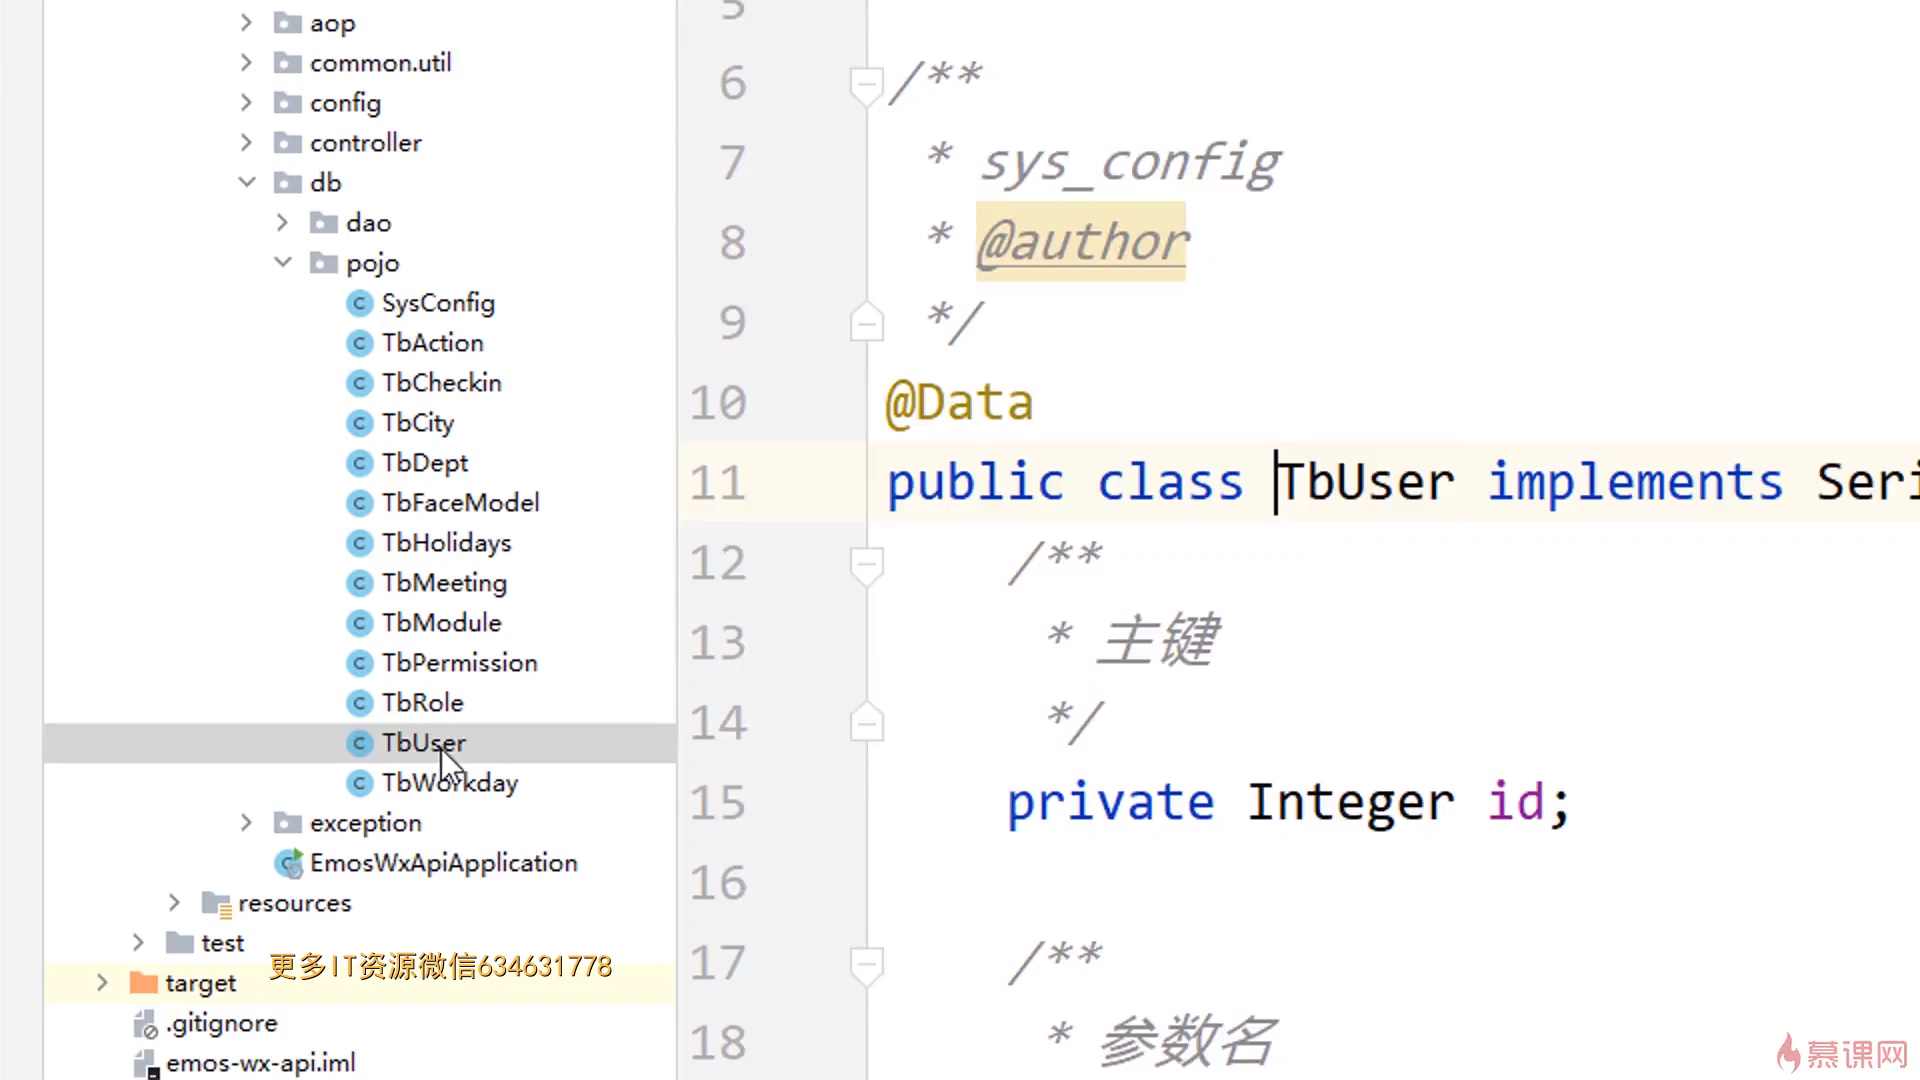 aop
common.util
config
controller
db
dao
pojo
SysConfig
TbAction
TbCheckin
TbCity
TbDept
TbFaceModel
TbHolidays
TbMeeting
TbModule
TbPermission
TbRole
TbUser
TbWorkday
exception
EmosWxApiApplication
resources
test
更多IT资源微信634631778
target
.gitignore
emos-wx-api.iml
5
6 /**
7 * sys_config
8 * @author
9 */
10 @Data
11 public class TbUser implements Seri
12 /**
13 * 主键
14 */
15 private Integer id;
16
17 /**
18 * 参数名
慕课网